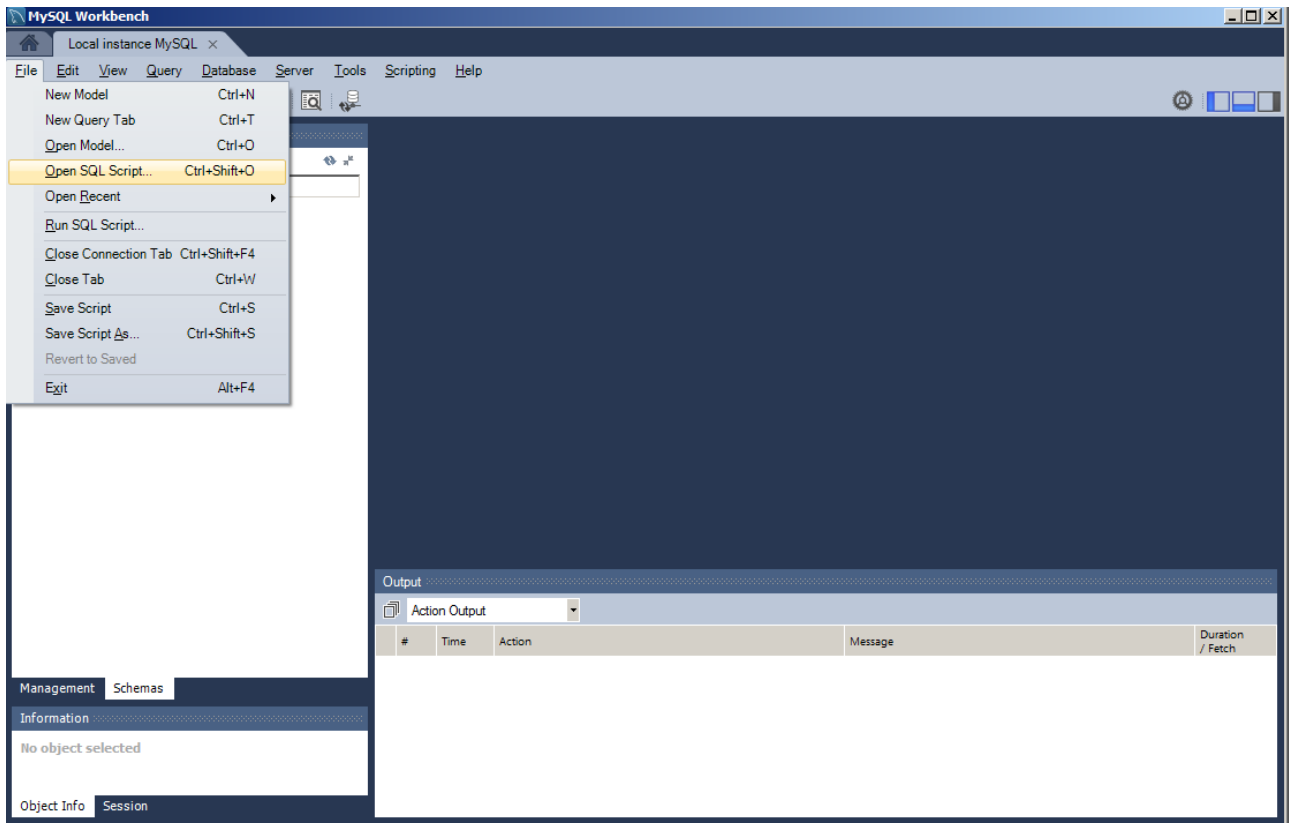 MySQL Workbench
Local instance MySQL
File Edit View Query Database Server Tools Scripting Help
New Model Ctrl+N
New Query Tab Ctrl+T
Open Model... Ctrl+O
Open SQL Script... Ctrl+Shift+O
Open Recent
Run SQL Script...
Close Connection Tab Ctrl+Shift+F4
Close Tab Ctrl+W
Save Script Ctrl+S
Save Script As... Ctrl+Shift+S
Revert to Saved
Exit Alt+F4
Output
Action Output
# Time Action Message Duration
/ Fetch
Management Schemas
Information
No object selected
Object Info Session